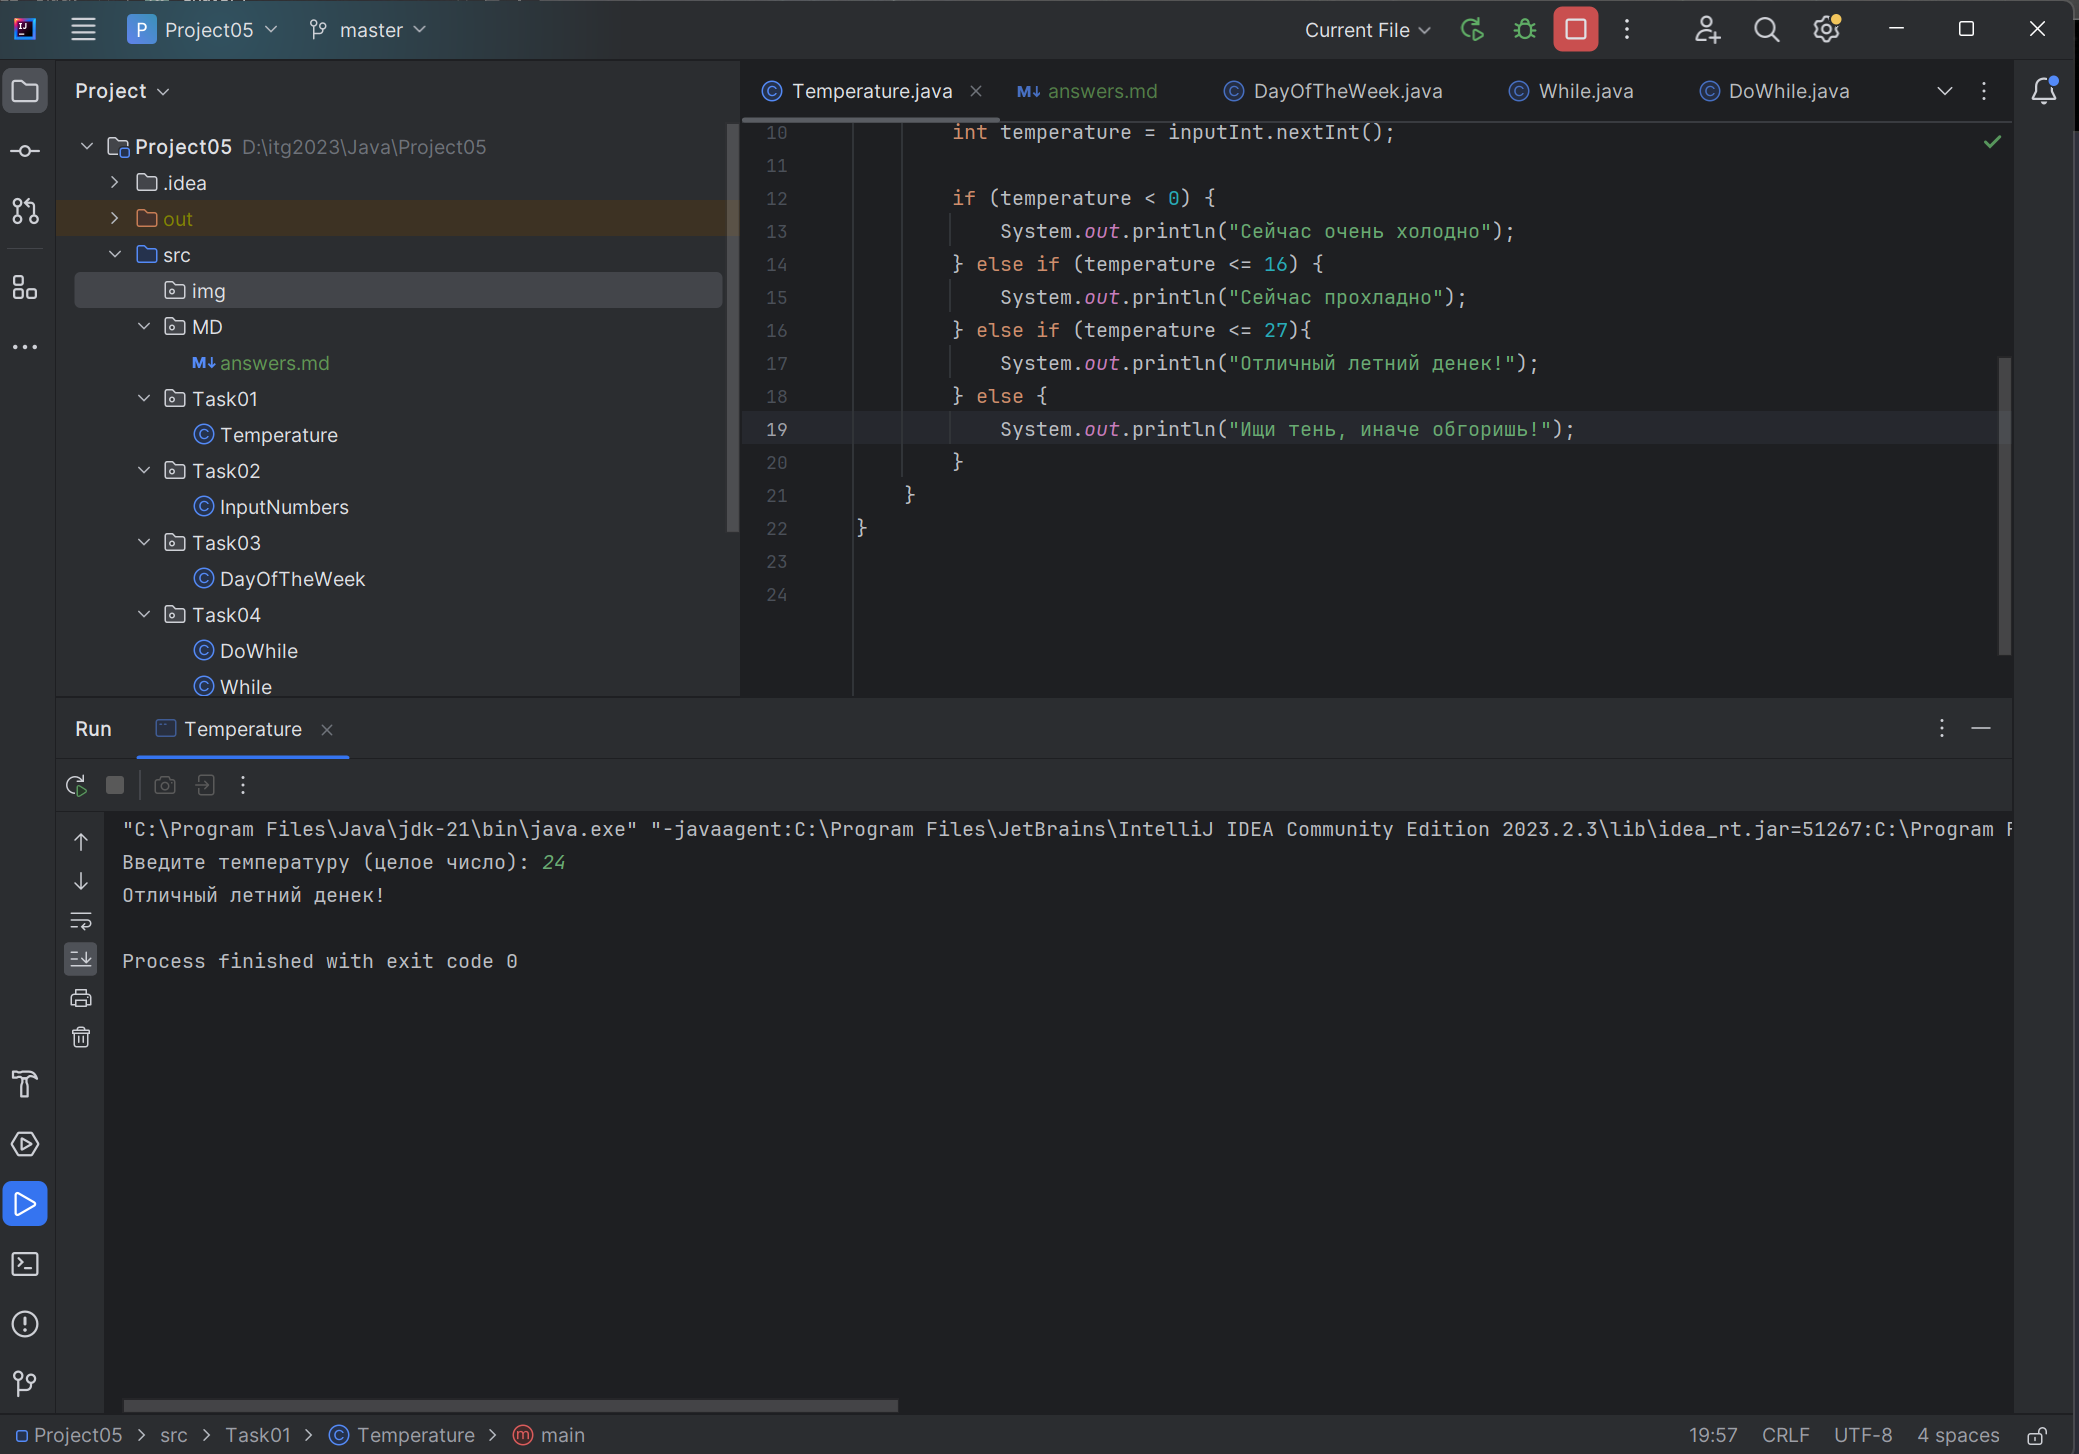 P Project05 master Current File
Project
Temperature.java answers.md DayOfTheWeek.java While.java DoWhile.java
Project05 D:\itg2023\Java\Project05
.idea
out
src
img
MD
answers.md
Task01
Temperature
Task02
InputNumbers
Task03
DayOfTheWeek
Task04
DoWhile
While
10 int temperature = inputInt.nextInt();
11
12 if (temperature < 0) {
13 System.out.println("Сейчас очень холодно");
14 } else if (temperature <= 16) {
15 System.out.println("Сейчас прохладно");
16 } else if (temperature <= 27){
17 System.out.println("Отличный летний денек!");
18 } else {
19 System.out.println("Ищи тень, иначе обгоришь!");
20 }
21 }
22 }
23
24
Run Temperature
"C:\Program Files\Java\jdk-21\bin\java.exe" "-javaagent:C:\Program Files\JetBrains\IntelliJ IDEA Community Edition 2023.2.3\lib\idea_rt.jar=51267:C:\Program F
Введите температуру (целое число): 24
Отличный летний денек!
Process finished with exit code 0
Project05 > src > Task01 > Temperature > main 19:57 CRLF UTF-8 4 spaces